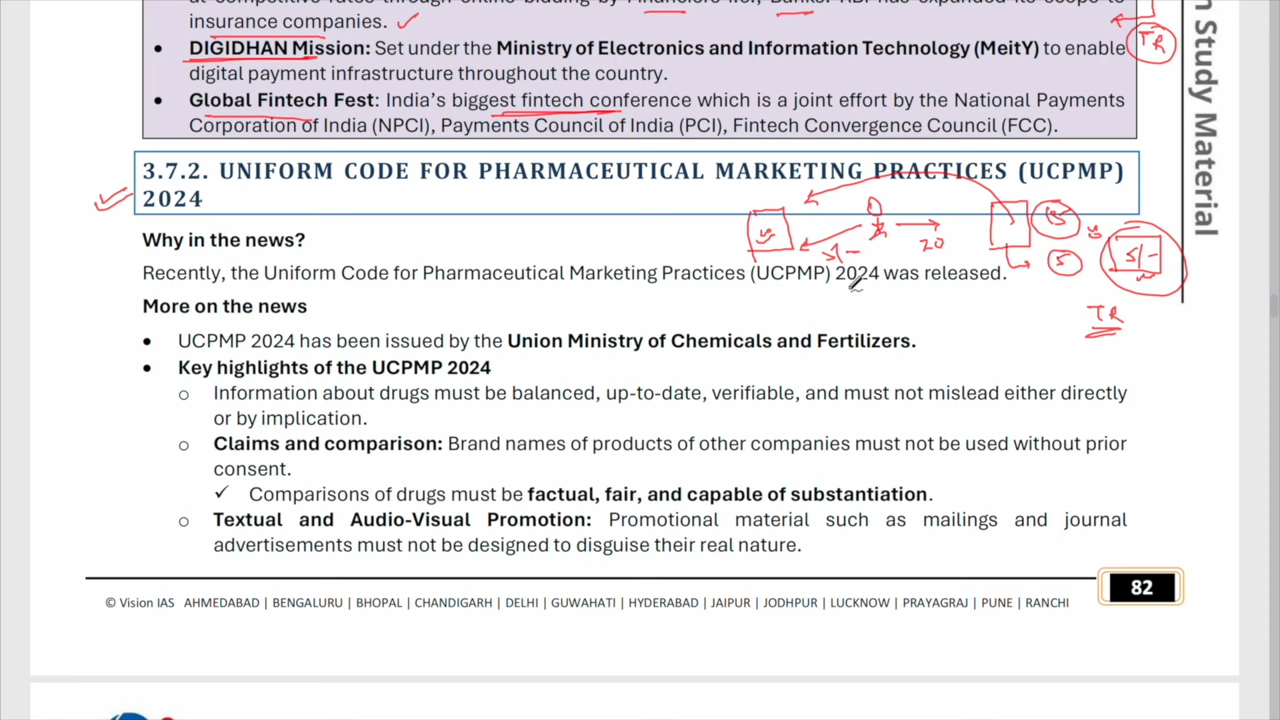 insurance companies.
TR
• DIGIDHAN Mission: Set under the Ministry of Electronics and Information Technology (MeitY) to enable
digital payment infrastructure throughout the country.
• Global Fintech Fest: India's biggest fintech conference which is a joint effort by the National Payments
Corporation of India (NPCI), Payments Council of India (PCI), Fintech Convergence Council (FCC).
3.7.2. UNIFORM CODE FOR PHARMACEUTICAL MARKETING PRACTICES (UCPMP)
2024
Study Material
Why in the news?
20
5
5/-
5/-
Recently, the Uniform Code for Pharmaceutical Marketing Practices (UCPMP) 2024 was released.
TR
More on the news
• UCPMP 2024 has been issued by the Union Ministry of Chemicals and Fertilizers.
• Key highlights of the UCPMP 2024
o Information about drugs must be balanced, up-to-date, verifiable, and must not mislead either directly
or by implication.
o Claims and comparison: Brand names of products of other companies must not be used without prior
consent.
✓ Comparisons of drugs must be factual, fair, and capable of substantiation.
o Textual and Audio-Visual Promotion: Promotional material such as mailings and journal
advertisements must not be designed to disguise their real nature.
82
© Vision IAS AHMEDABAD | BENGALURU | BHOPAL | CHANDIGARH | DELHI | GUWAHATI | HYDERABAD | JAIPUR | JODHPUR | LUCKNOW | PRAYAGRAJ | PUNE | RANCHI